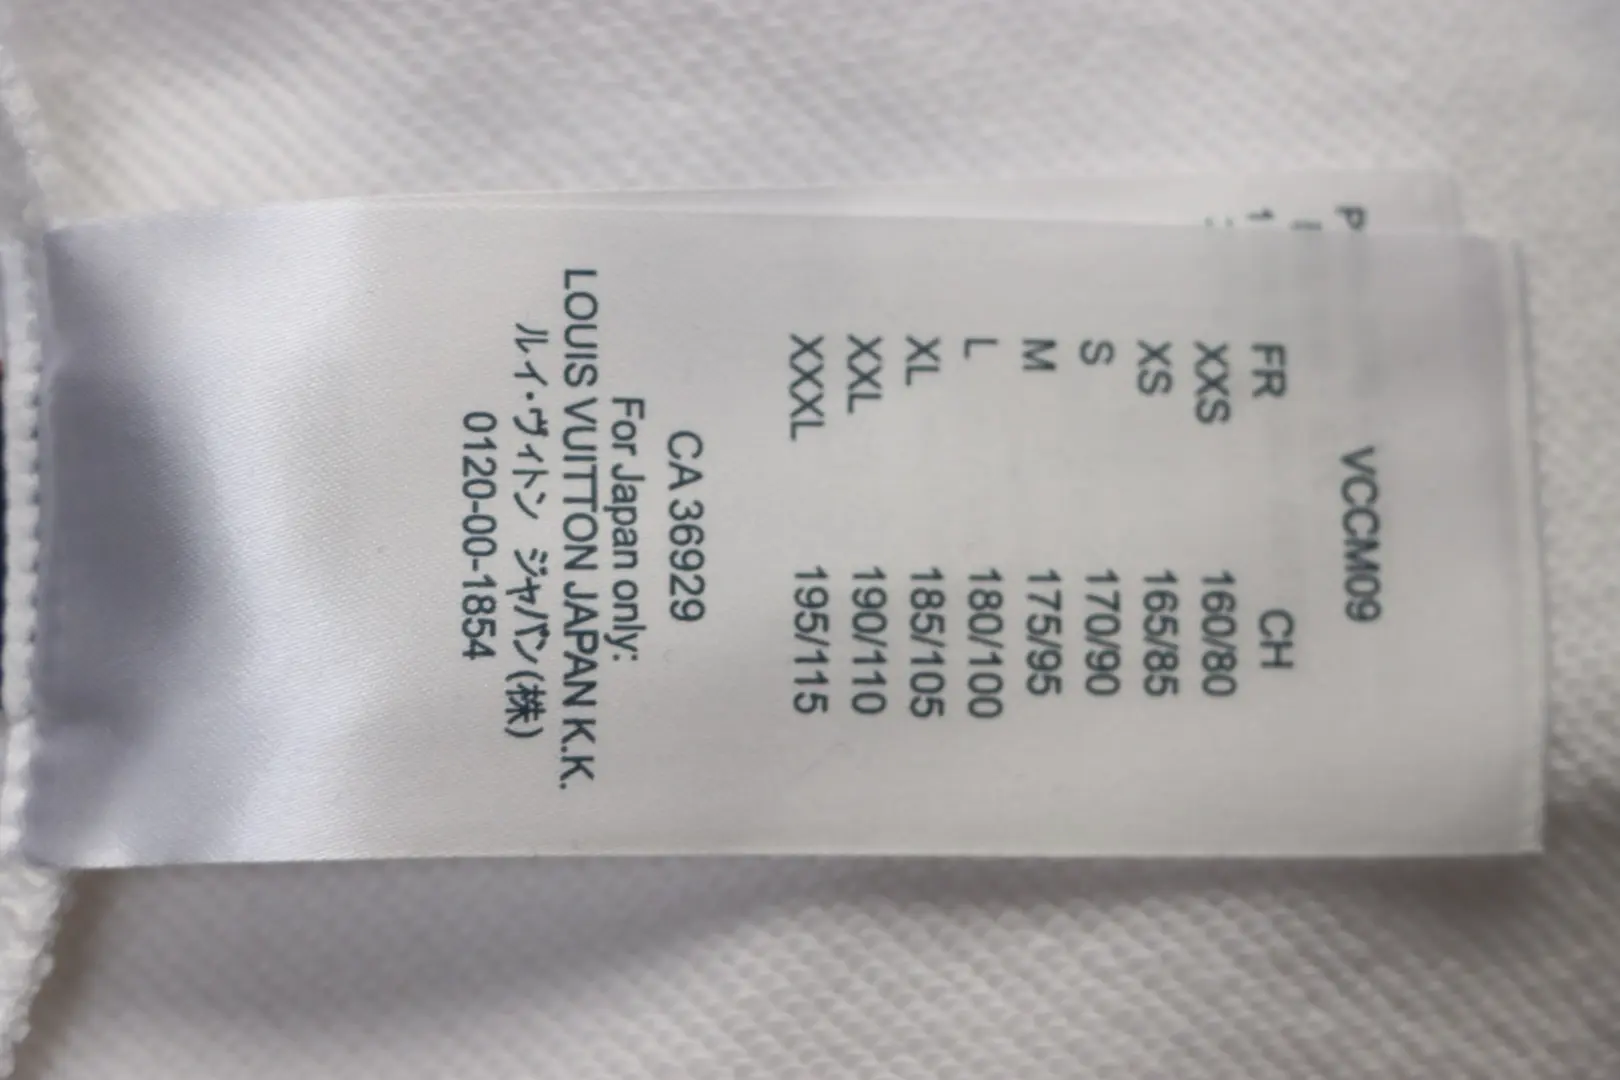 VCCM09
FR CH
XXS 160/80
XS 165/85
S 170/90
M 175/95
L 180/100
XL 185/105
XXL 190/110
XXXL 195/115
CA 36929
For Japan only:
LOUIS VUITTON JAPAN K.K.
ルイ・ヴィトン ジャパン(株)
0120-00-1854
P
1